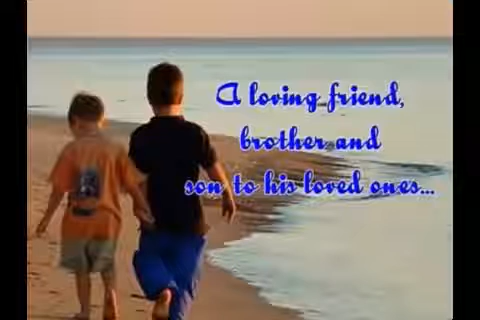 A loving friend,
brother and
son to his loved ones...